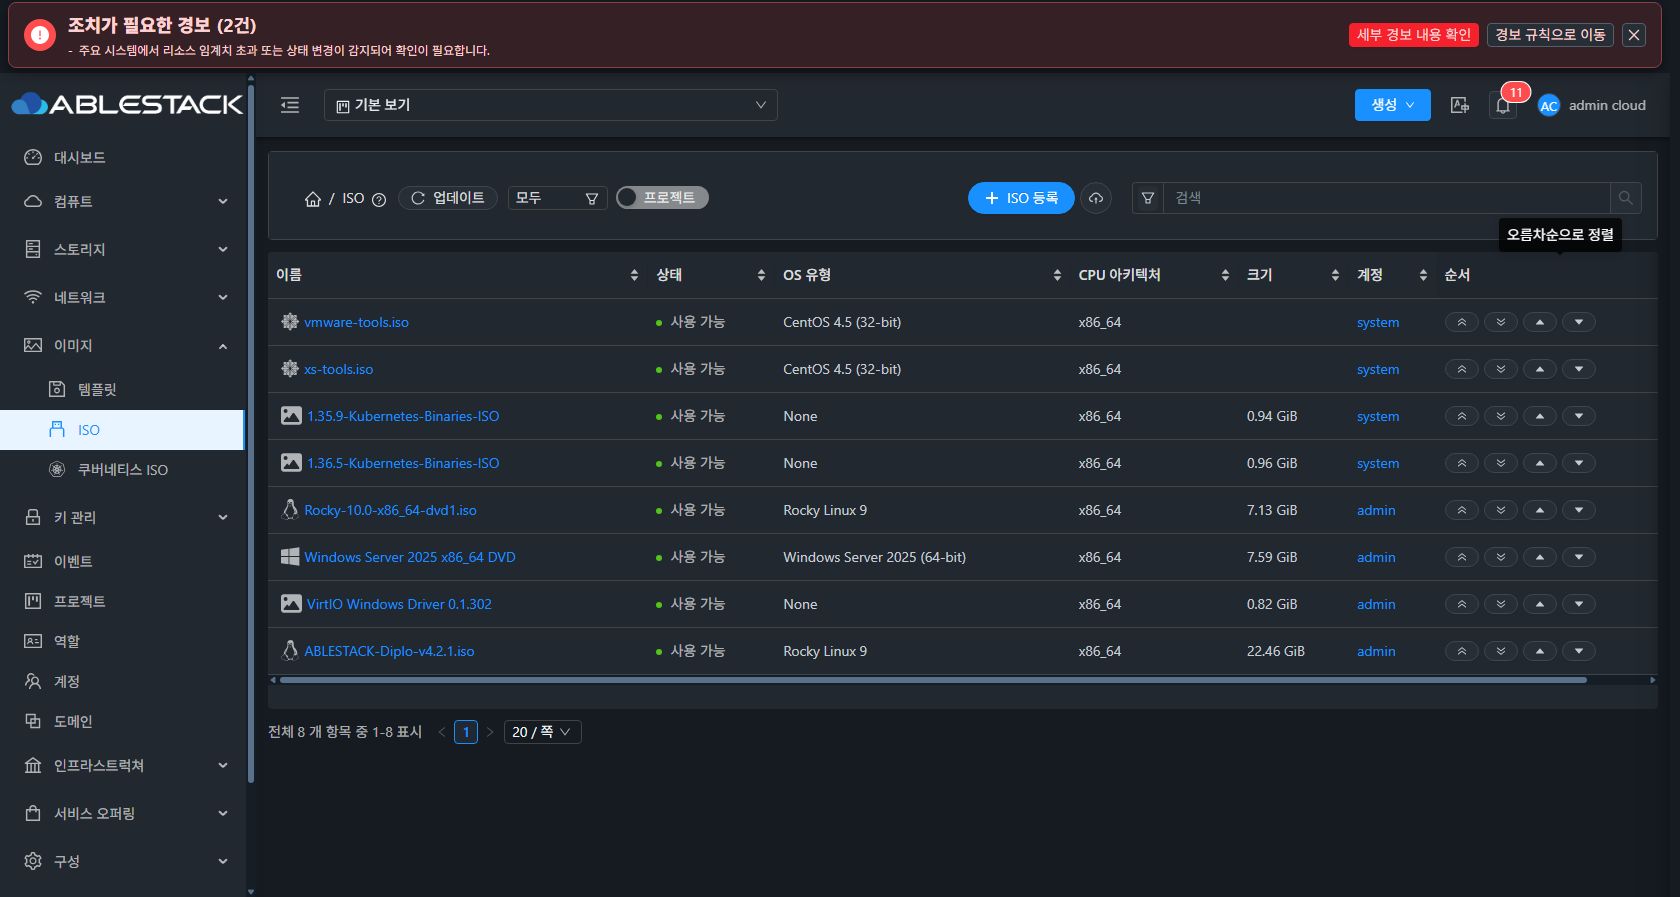 조치가 필요한 경보 (2건)
- 주요 시스템에서 리소스 임계치 초과 또는 상태 변경이 감지되어 확인이 필요합니다.
세부 경보 내용 확인
경보 규칙으로 이동
ABLESTACK
기본 보기
생성
11
AC
admin cloud
대시보드
컴퓨트
스토리지
네트워크
이미지
템플릿
ISO
쿠버네티스 ISO
키 관리
이벤트
프로젝트
역할
계정
도메인
인프라스트럭쳐
서비스 오퍼링
구성
/ ISO
업데이트
모두
프로젝트
ISO 등록
검색
오름차순으로 정렬
이름 상태 OS 유형 CPU 아키텍처 크기 계정 순서
vmware-tools.iso 사용 가능 CentOS 4.5 (32-bit) x86_64 system
xs-tools.iso 사용 가능 CentOS 4.5 (32-bit) x86_64 system
1.35.9-Kubernetes-Binaries-ISO 사용 가능 None x86_64 0.94 GiB system
1.36.5-Kubernetes-Binaries-ISO 사용 가능 None x86_64 0.96 GiB system
Rocky-10.0-x86_64-dvd1.iso 사용 가능 Rocky Linux 9 x86_64 7.13 GiB admin
Windows Server 2025 x86_64 DVD 사용 가능 Windows Server 2025 (64-bit) x86_64 7.59 GiB admin
VirtIO Windows Driver 0.1.302 사용 가능 None x86_64 0.82 GiB admin
ABLESTACK-Diplo-v4.2.1.iso 사용 가능 Rocky Linux 9 x86_64 22.46 GiB admin
전체 8 개 항목 중 1-8 표시
1
20 / 쪽